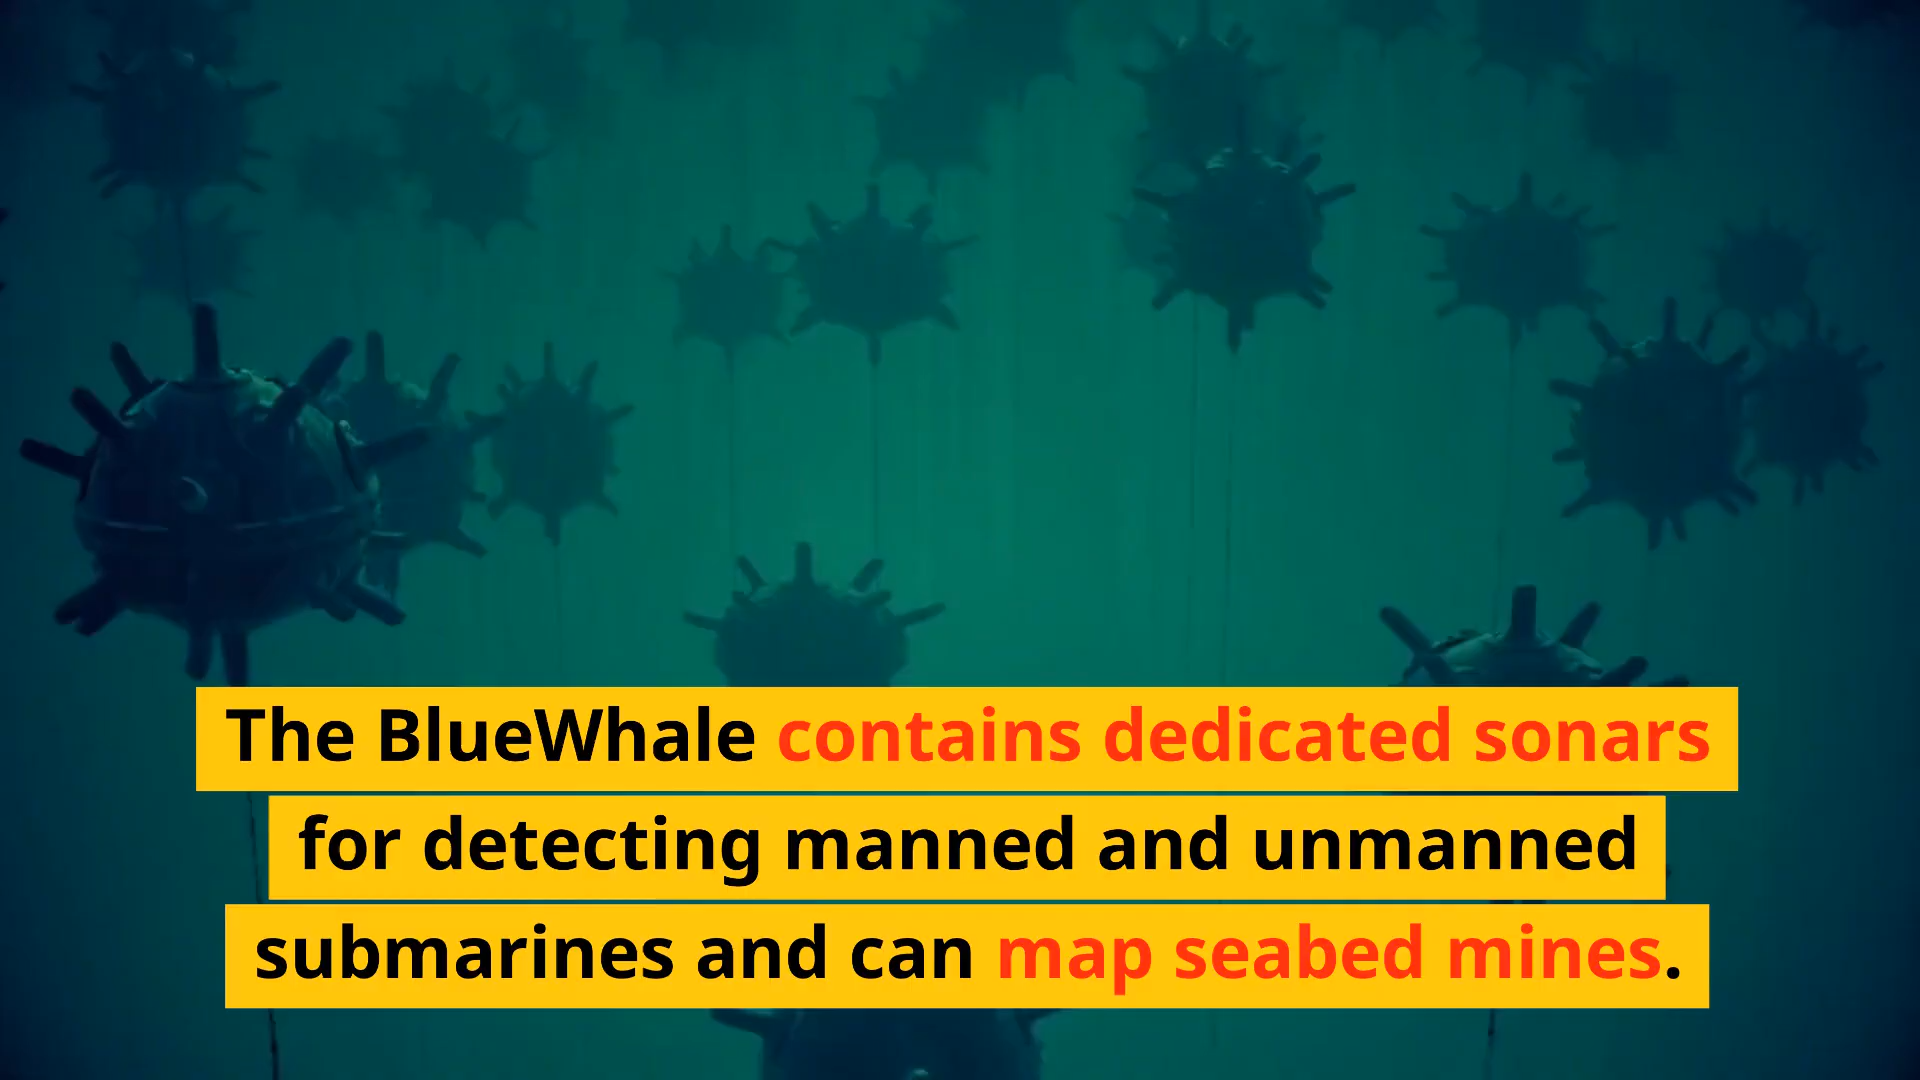 The BlueWhale contains dedicated sonars
for detecting manned and unmanned
submarines and can map seabed mines.